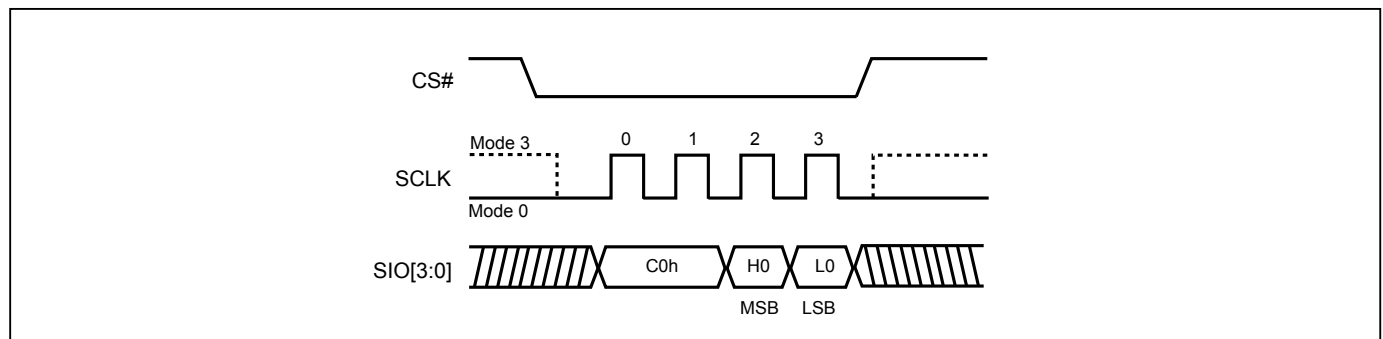 CS#
Mode 3 0 1 2 3
SCLK
Mode 0
SIO[3:0] C0h H0 L0
MSB LSB